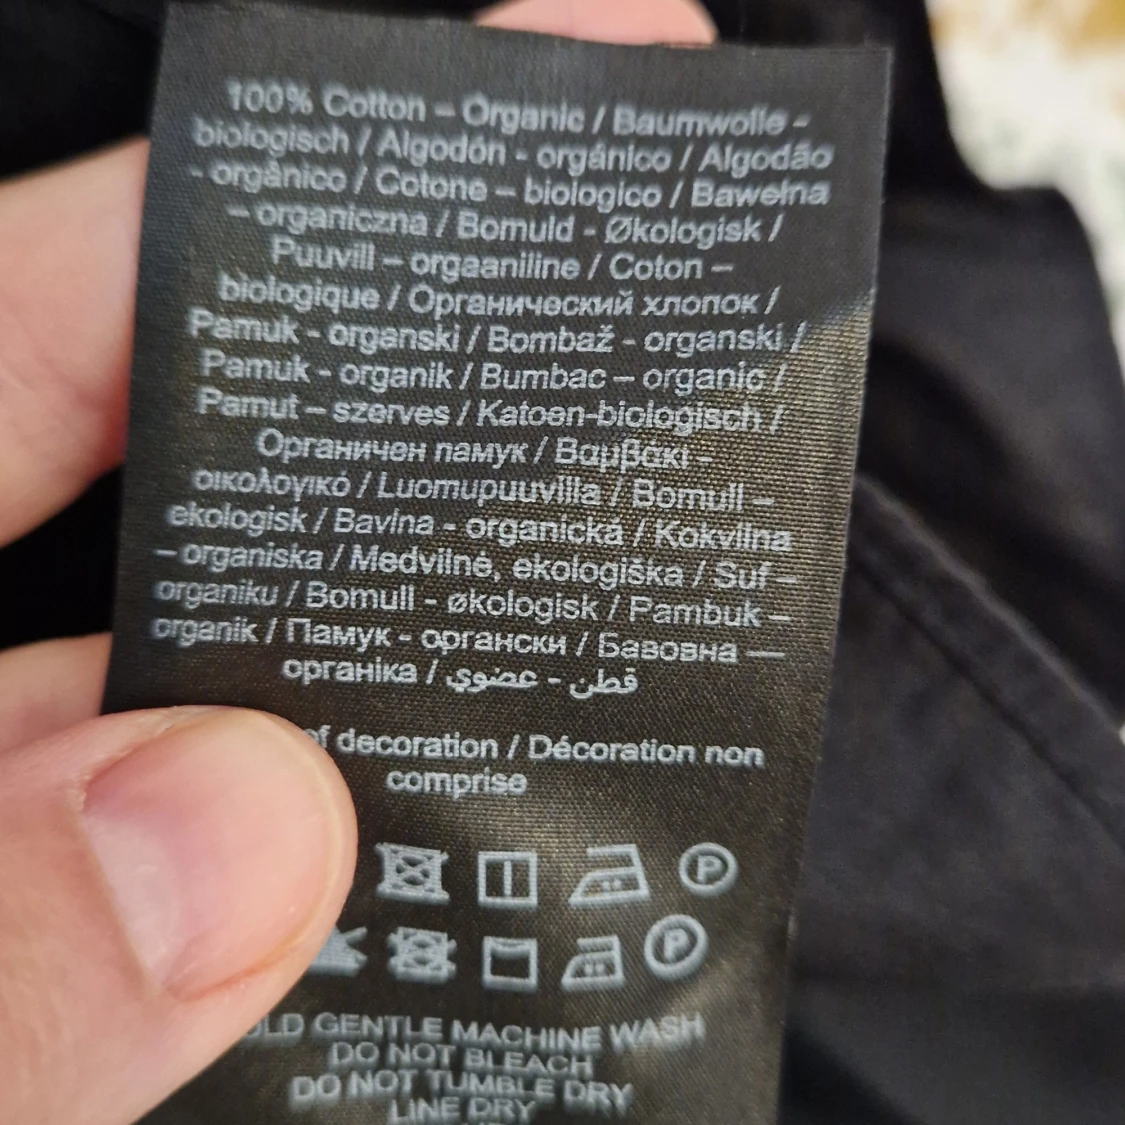 100% Cotton – Organic / Baumwolle -
biologisch / Algodón - orgánico / Algodão
- orgânico / Cotone – biologico / Bawełna
– organiczna / Bomuld - Økologisk /
Puuvill – orgaaniline / Coton –
biologique / Органический хлопок /
Pamuk - organski / Bombaž - organski /
Pamuk - organik / Bumbac – organic /
Pamut – szerves / Katoen-biologisch /
Органичен памук / Βαμβάκι -
οικολογικό / Luomupuuvilla / Bomull –
ekologisk / Bavlna - organická / Kokvilna
– organiska / Medvilnė, ekologiška / Suf –
organiku / Bomull - økologisk / Pambuk –
organik / Памук - органски / Бавовна —
органіка / قطن - عضوي
of decoration / Décoration non
comprise
P
P
GENTLE MACHINE WASH
DO NOT BLEACH
DO NOT TUMBLE DRY
LINE DRY